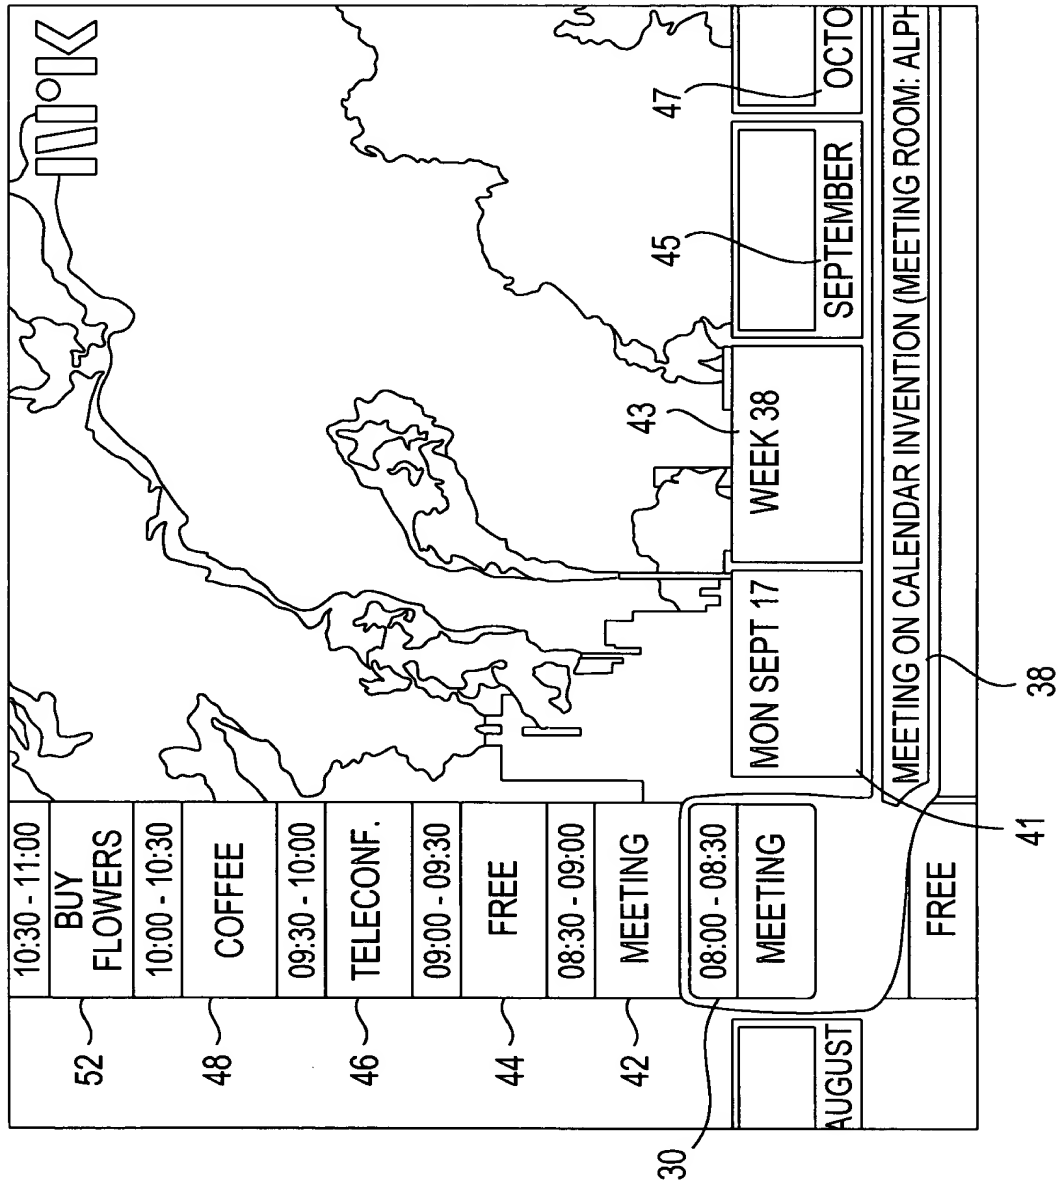 10:30 - 11:00
BUY
FLOWERS
52
10:00 - 10:30
COFFEE
48
09:30 - 10:00
TELECONF.
46
09:00 - 09:30
FREE
44
08:30 - 09:00
MEETING
42
43
45
47
30
08:00 - 08:30
MEETING
MON SEPT 17
WEEK 38
AUGUST
SEPTEMBER
OCTO
MEETING ON CALENDAR INVENTION (MEETING ROOM: ALPH
FREE
41
38